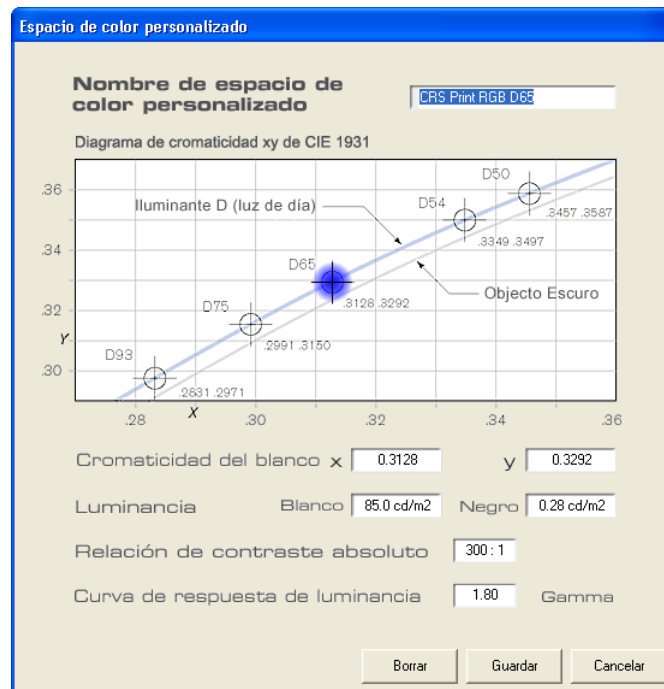 Espacio de color personalizado
Nombre de espacio de
color personalizado
CRS Print RGB D65
Diagrama de cromaticidad xy de CIE 1931
.36
D50
Iluminante D (luz de día)
D54
.3457 .3587
.34
.3349 .3497
D65
Objecto Escuro
.32
D75
.3128 .3292
Y
.2991 .3150
.30
D93
.2831 .2971
X
.28 .30 .32 .34 .36
Cromaticidad del blanco x 0.3128 y 0.3292
Luminancia Blanco 85.0 cd/m2 Negro 0.28 cd/m2
Relación de contraste absoluto 300 : 1
Curva de respuesta de luminancia 1.80 Gamma
Borrar Guardar Cancelar